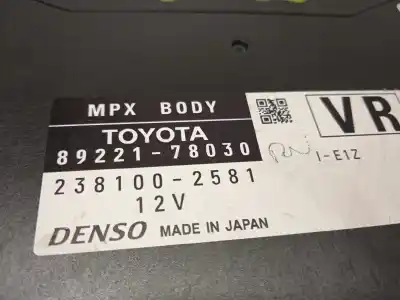 MPX BODY
VR
TOYOTA
89221-78030
I-E1Z
238100-2581
12V
DENSO MADE IN JAPAN